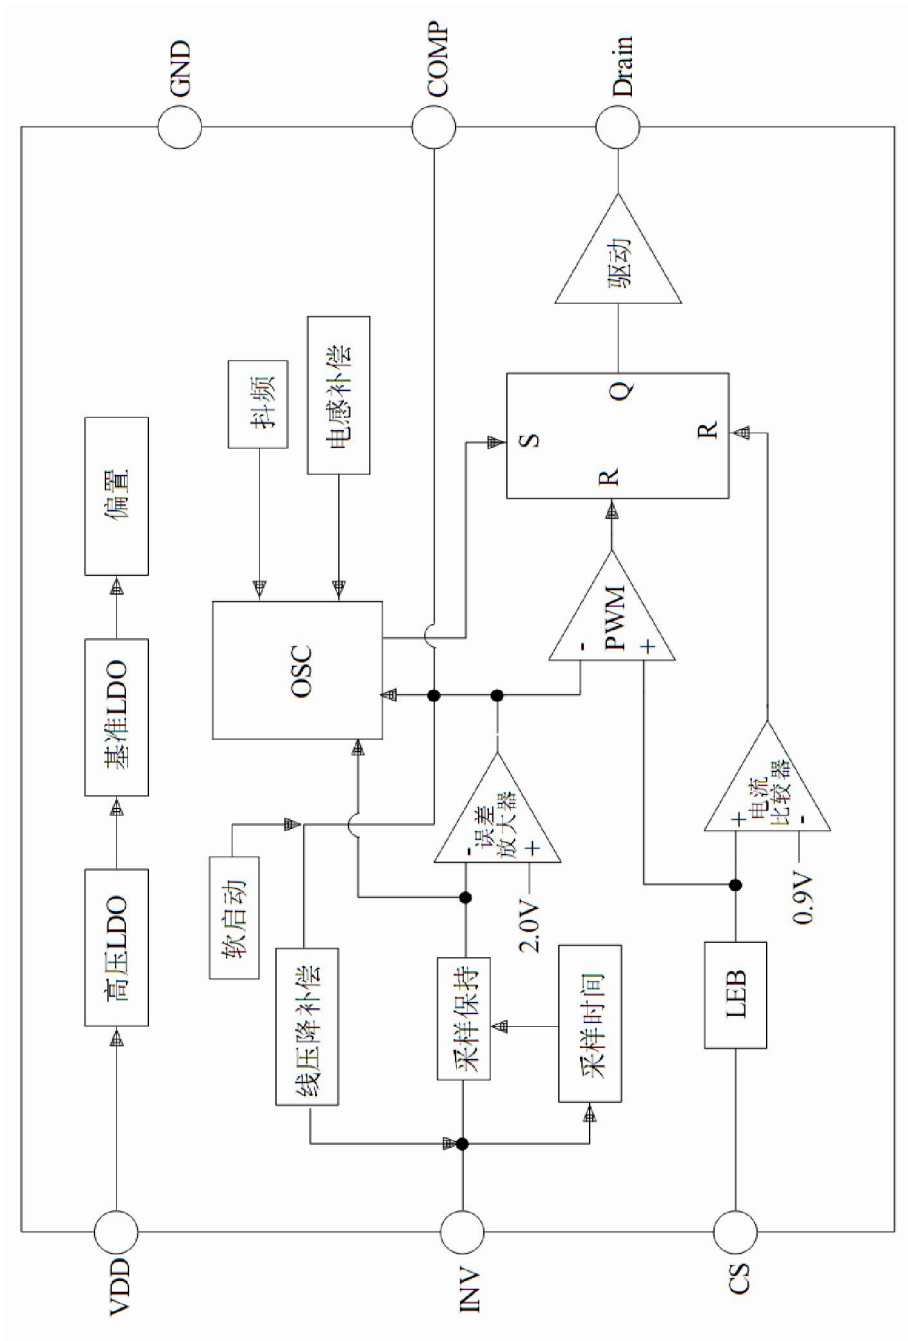 VDD
高压LDO
基准LDO
偏置
GND
软启动
OSC
抖频
电感补偿
线压降补偿
COMP
INV
采样保持
采样时间
2.0V
-
误差
放大器
+
-
PWM
+
S
R
Q
R
驱动
Drain
CS
LEB
0.9V
+
电流
比较器
-